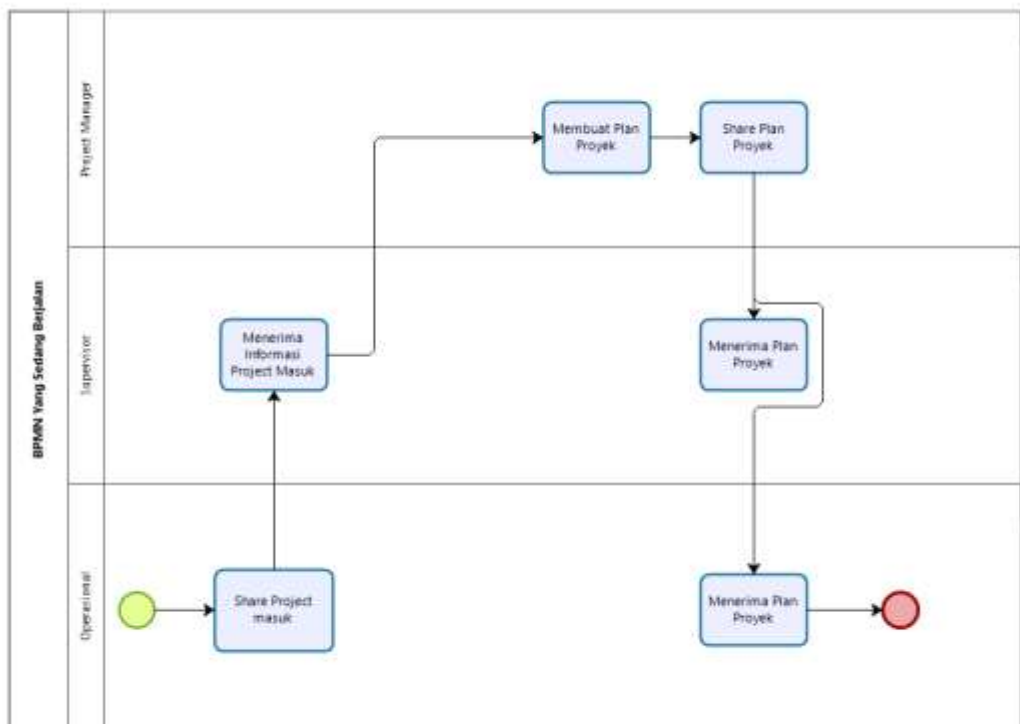 BPMN Yang Sedang Berjalan
Project Manager
Membuat Plan
Proyek
Share Plan
Proyek
Supervisor
Menerima
Informasi
Project Masuk
Menerima Plan
Proyek
Operasional
Share Project
masuk
Menerima Plan
Proyek